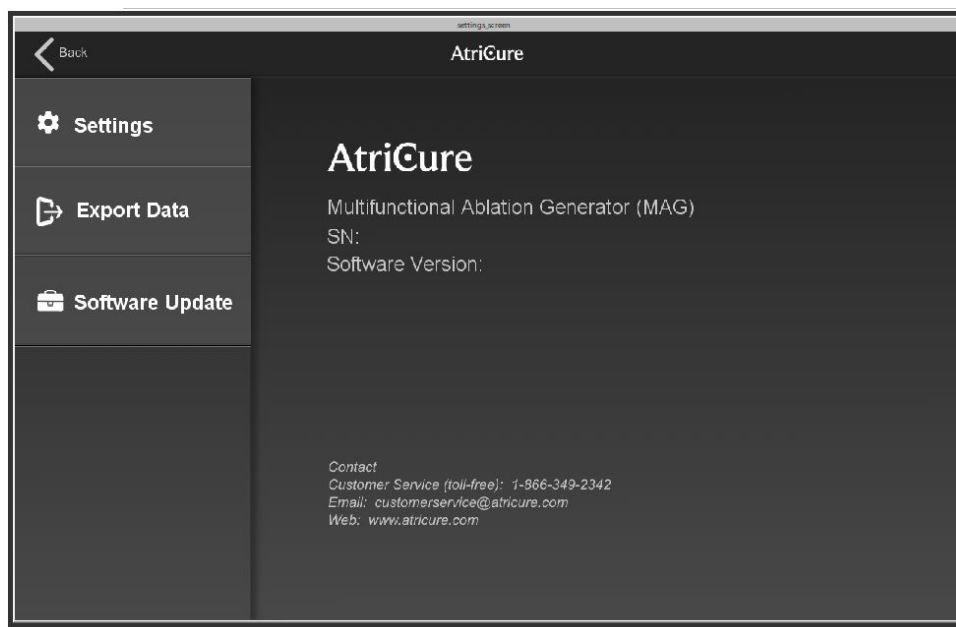 settings_screen
Back
AtriCure
Settings
Export Data
Software Update
AtriCure
Multifunctional Ablation Generator (MAG)
SN:
Software Version:
Contact
Customer Service (toll-free): 1-866-349-2342
Email: customerservice@atricure.com
Web: www.atricure.com